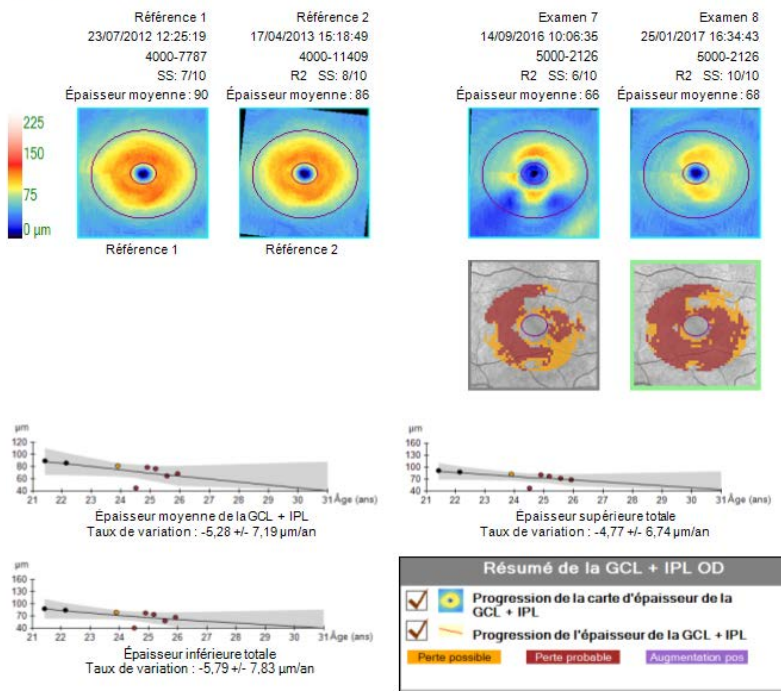 Référence 1
23/07/2012 12:25:19
4000-7787
SS: 7/10
Épaisseur moyenne : 90
Référence 2
17/04/2013 15:18:49
4000-11409
R2 SS: 8/10
Épaisseur moyenne : 86
Examen 7
14/09/2016 10:06:35
5000-2126
R2 SS: 6/10
Épaisseur moyenne : 66
Examen 8
25/01/2017 16:34:43
5000-2126
R2 SS: 10/10
Épaisseur moyenne : 68
225
150
75
0 µm
Référence 1
Référence 2
µm
120
100
80
60
40
21 22 23 24 25 26 27 28 29 30 31 Âge (ans)
Épaisseur moyenne de la GCL + IPL
Taux de variation : -5,28 +/- 7,19 µm/an
µm
160
130
100
70
40
21 22 23 24 25 26 27 28 29 30 31 Âge (ans)
Épaisseur supérieure totale
Taux de variation : -4,77 +/- 6,74 µm/an
µm
160
130
100
70
40
21 22 23 24 25 26 27 28 29 30 31 Âge (ans)
Épaisseur inférieure totale
Taux de variation : -5,79 +/- 7,83 µm/an
Résumé de la GCL + IPL OD
Progression de la carte d'épaisseur de la
GCL + IPL
Progression de l'épaisseur de la GCL + IPL
Perte possible
Perte probable
Augmentation pos